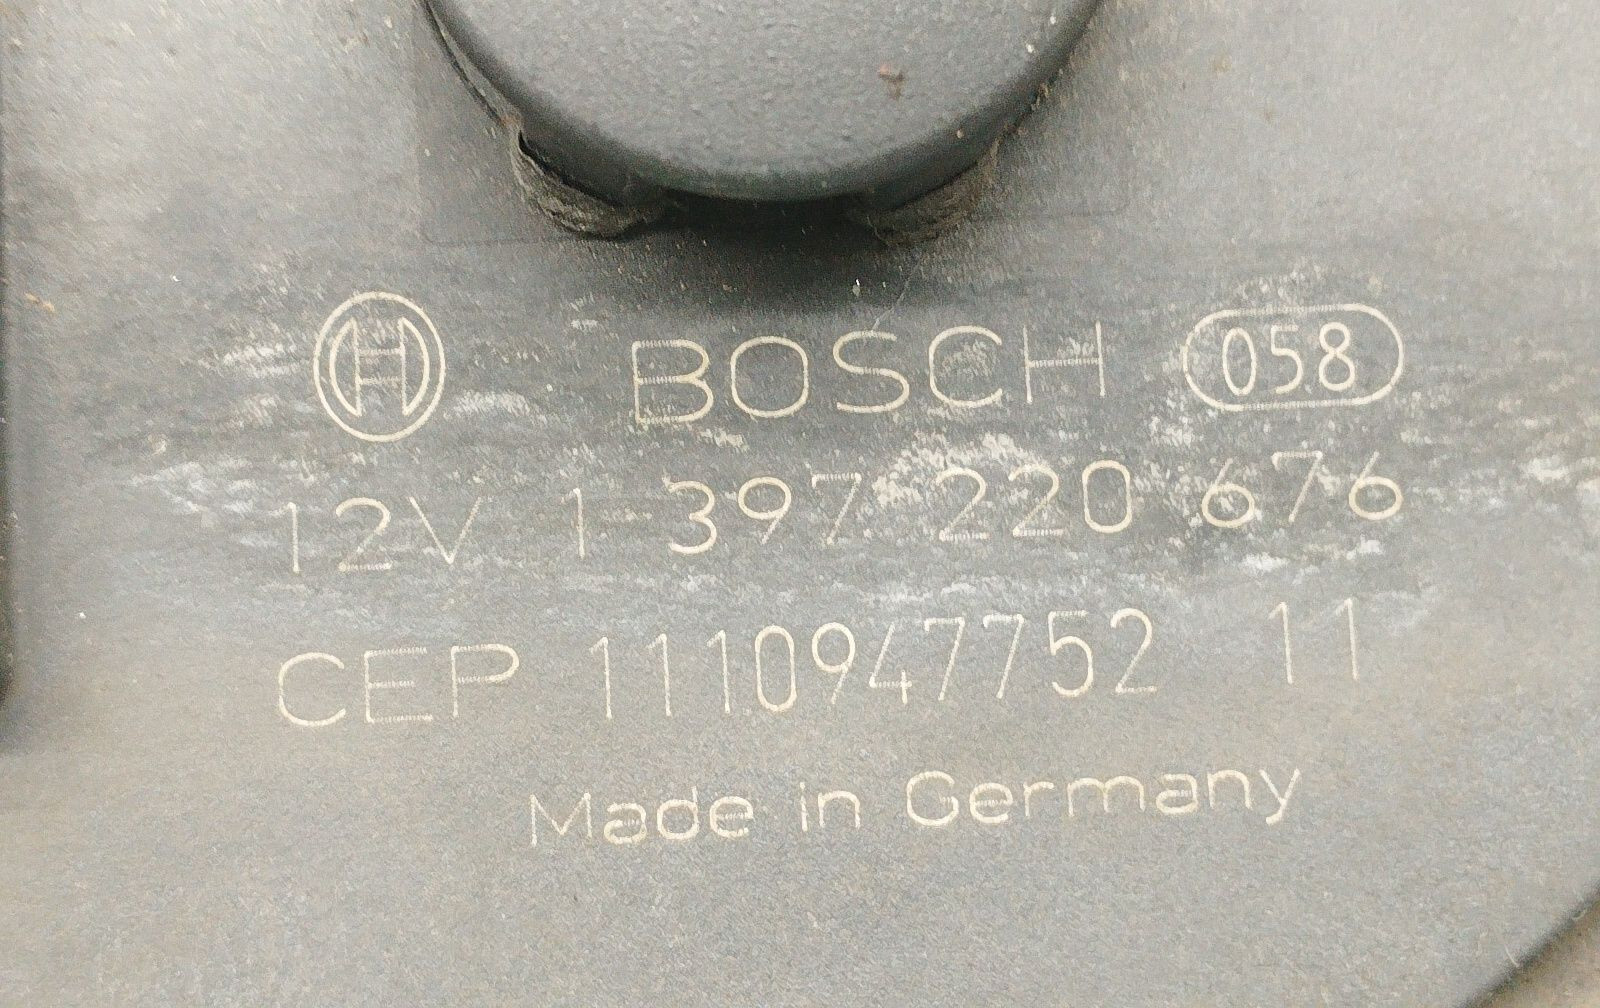 BOSCH 058
12V 1 397 220 676
CEP 1110947752 11
Made in Germany